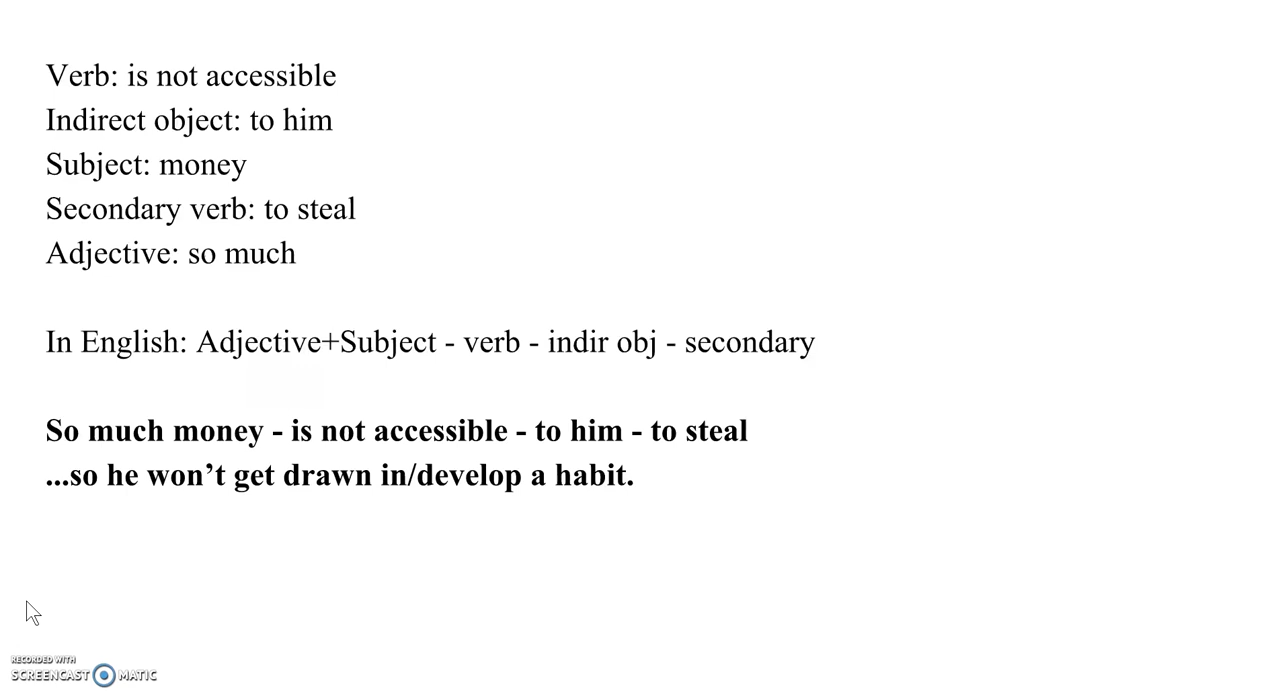 Verb: is not accessible
Indirect object: to him
Subject: money
Secondary verb: to steal
Adjective: so much
In English: Adjective+Subject - verb - indir obj - secondary
So much money - is not accessible - to him - to steal
...so he won’t get drawn in/develop a habit.
RECORDED WITH
SCREENCAST MATIC